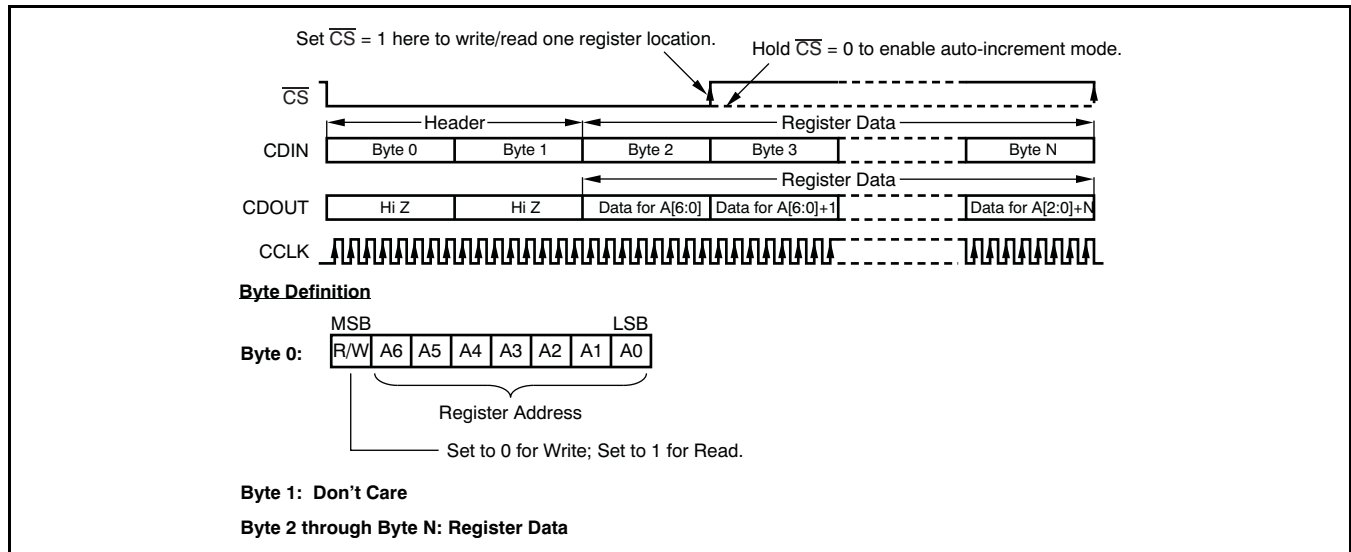 Set CS = 1 here to write/read one register location.
Hold CS = 0 to enable auto-increment mode.
CS
Header
Register Data
CDIN
Byte 0
Byte 1
Byte 2
Byte 3
Byte N
Register Data
CDOUT
Hi Z
Hi Z
Data for A[6:0]
Data for A[6:0]+1
Data for A[2:0]+N
CCLK
Byte Definition
MSB
LSB
Byte 0:
R/W
A6
A5
A4
A3
A2
A1
A0
Register Address
Set to 0 for Write; Set to 1 for Read.
Byte 1: Don’t Care
Byte 2 through Byte N: Register Data